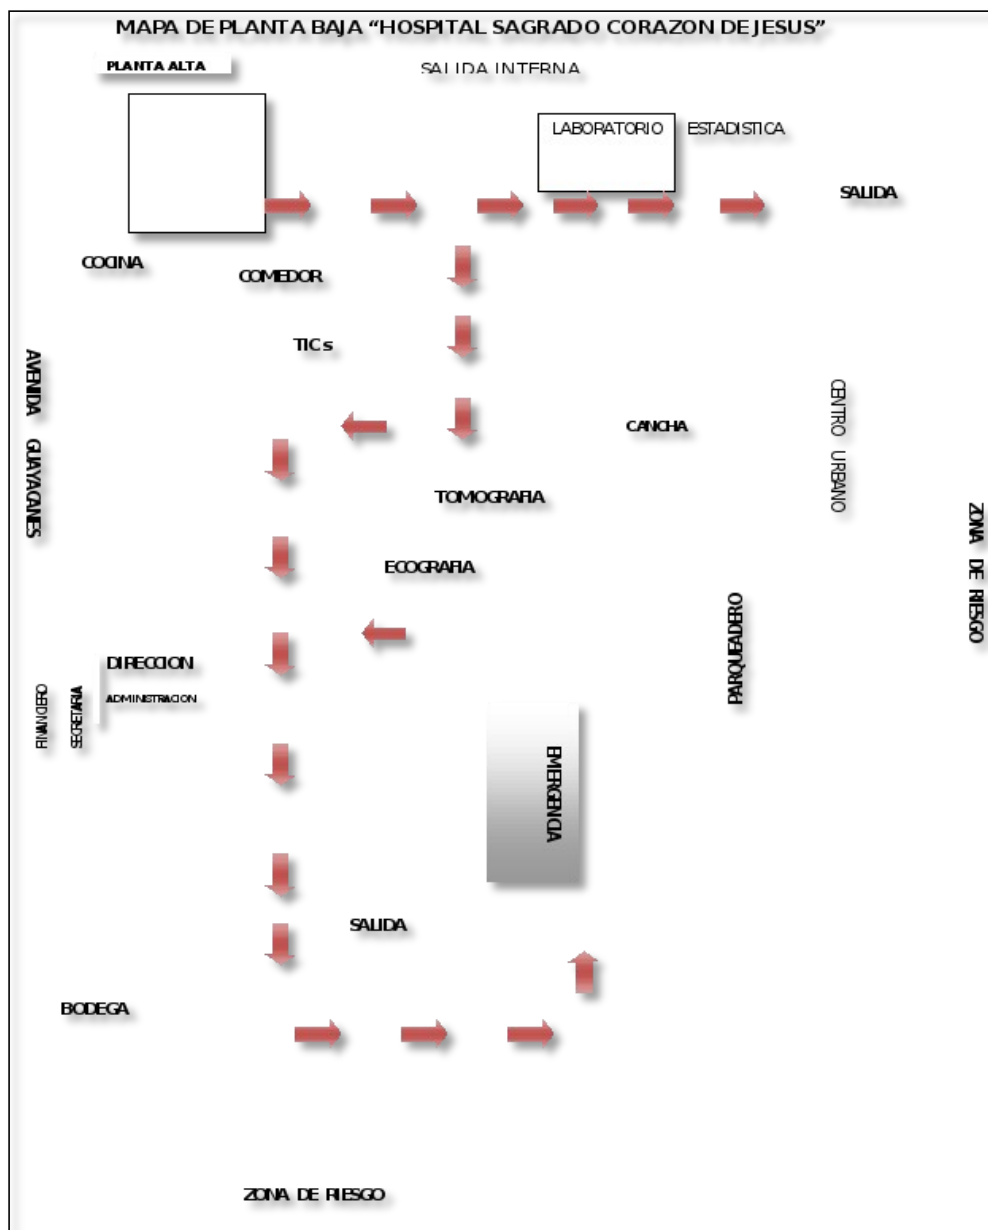 MAPA DE PLANTA BAJA “HOSPITAL SAGRADO CORAZON DE JESUS”
PLANTA ALTA
SALIDA INTERNA
LABORATORIO
ESTADISTICA
SALIDA
COCINA
COMEDOR
TICs
AVENIDA GUAYACANES
CANCHA
CENTRO URBANO
TOMOGRAFIA
ZONA DE RIESGO
ECOGRAFIA
PARQUEADERO
DIRECCION
ADMINISTRACION
FINANCIERO
SECRETARIA
EMERGENCIA
SALIDA
BODEGA
ZONA DE RIESGO